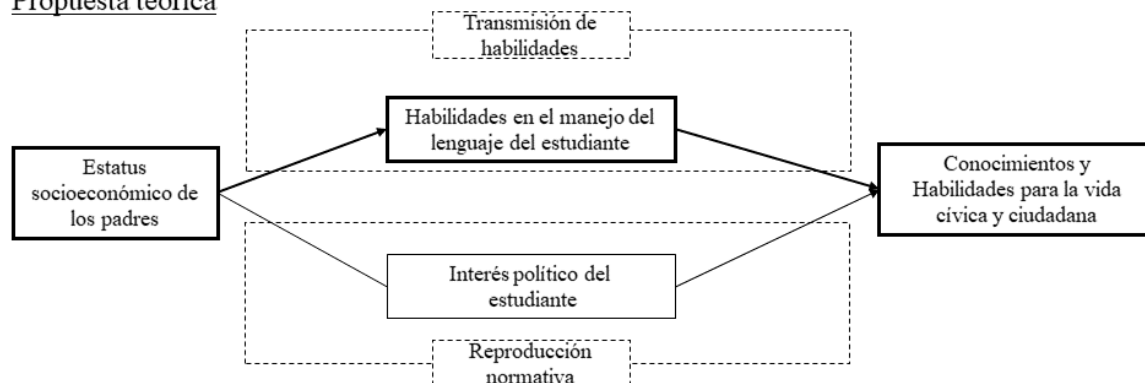 Propuesta teórica
Transmisión de
habilidades
Habilidades en el manejo del
lenguaje del estudiante
Estatus
socioeconómico de
los padres
Conocimientos y
Habilidades para la vida
cívica y ciudadana
Interés político del
estudiante
Reproducción
normativa